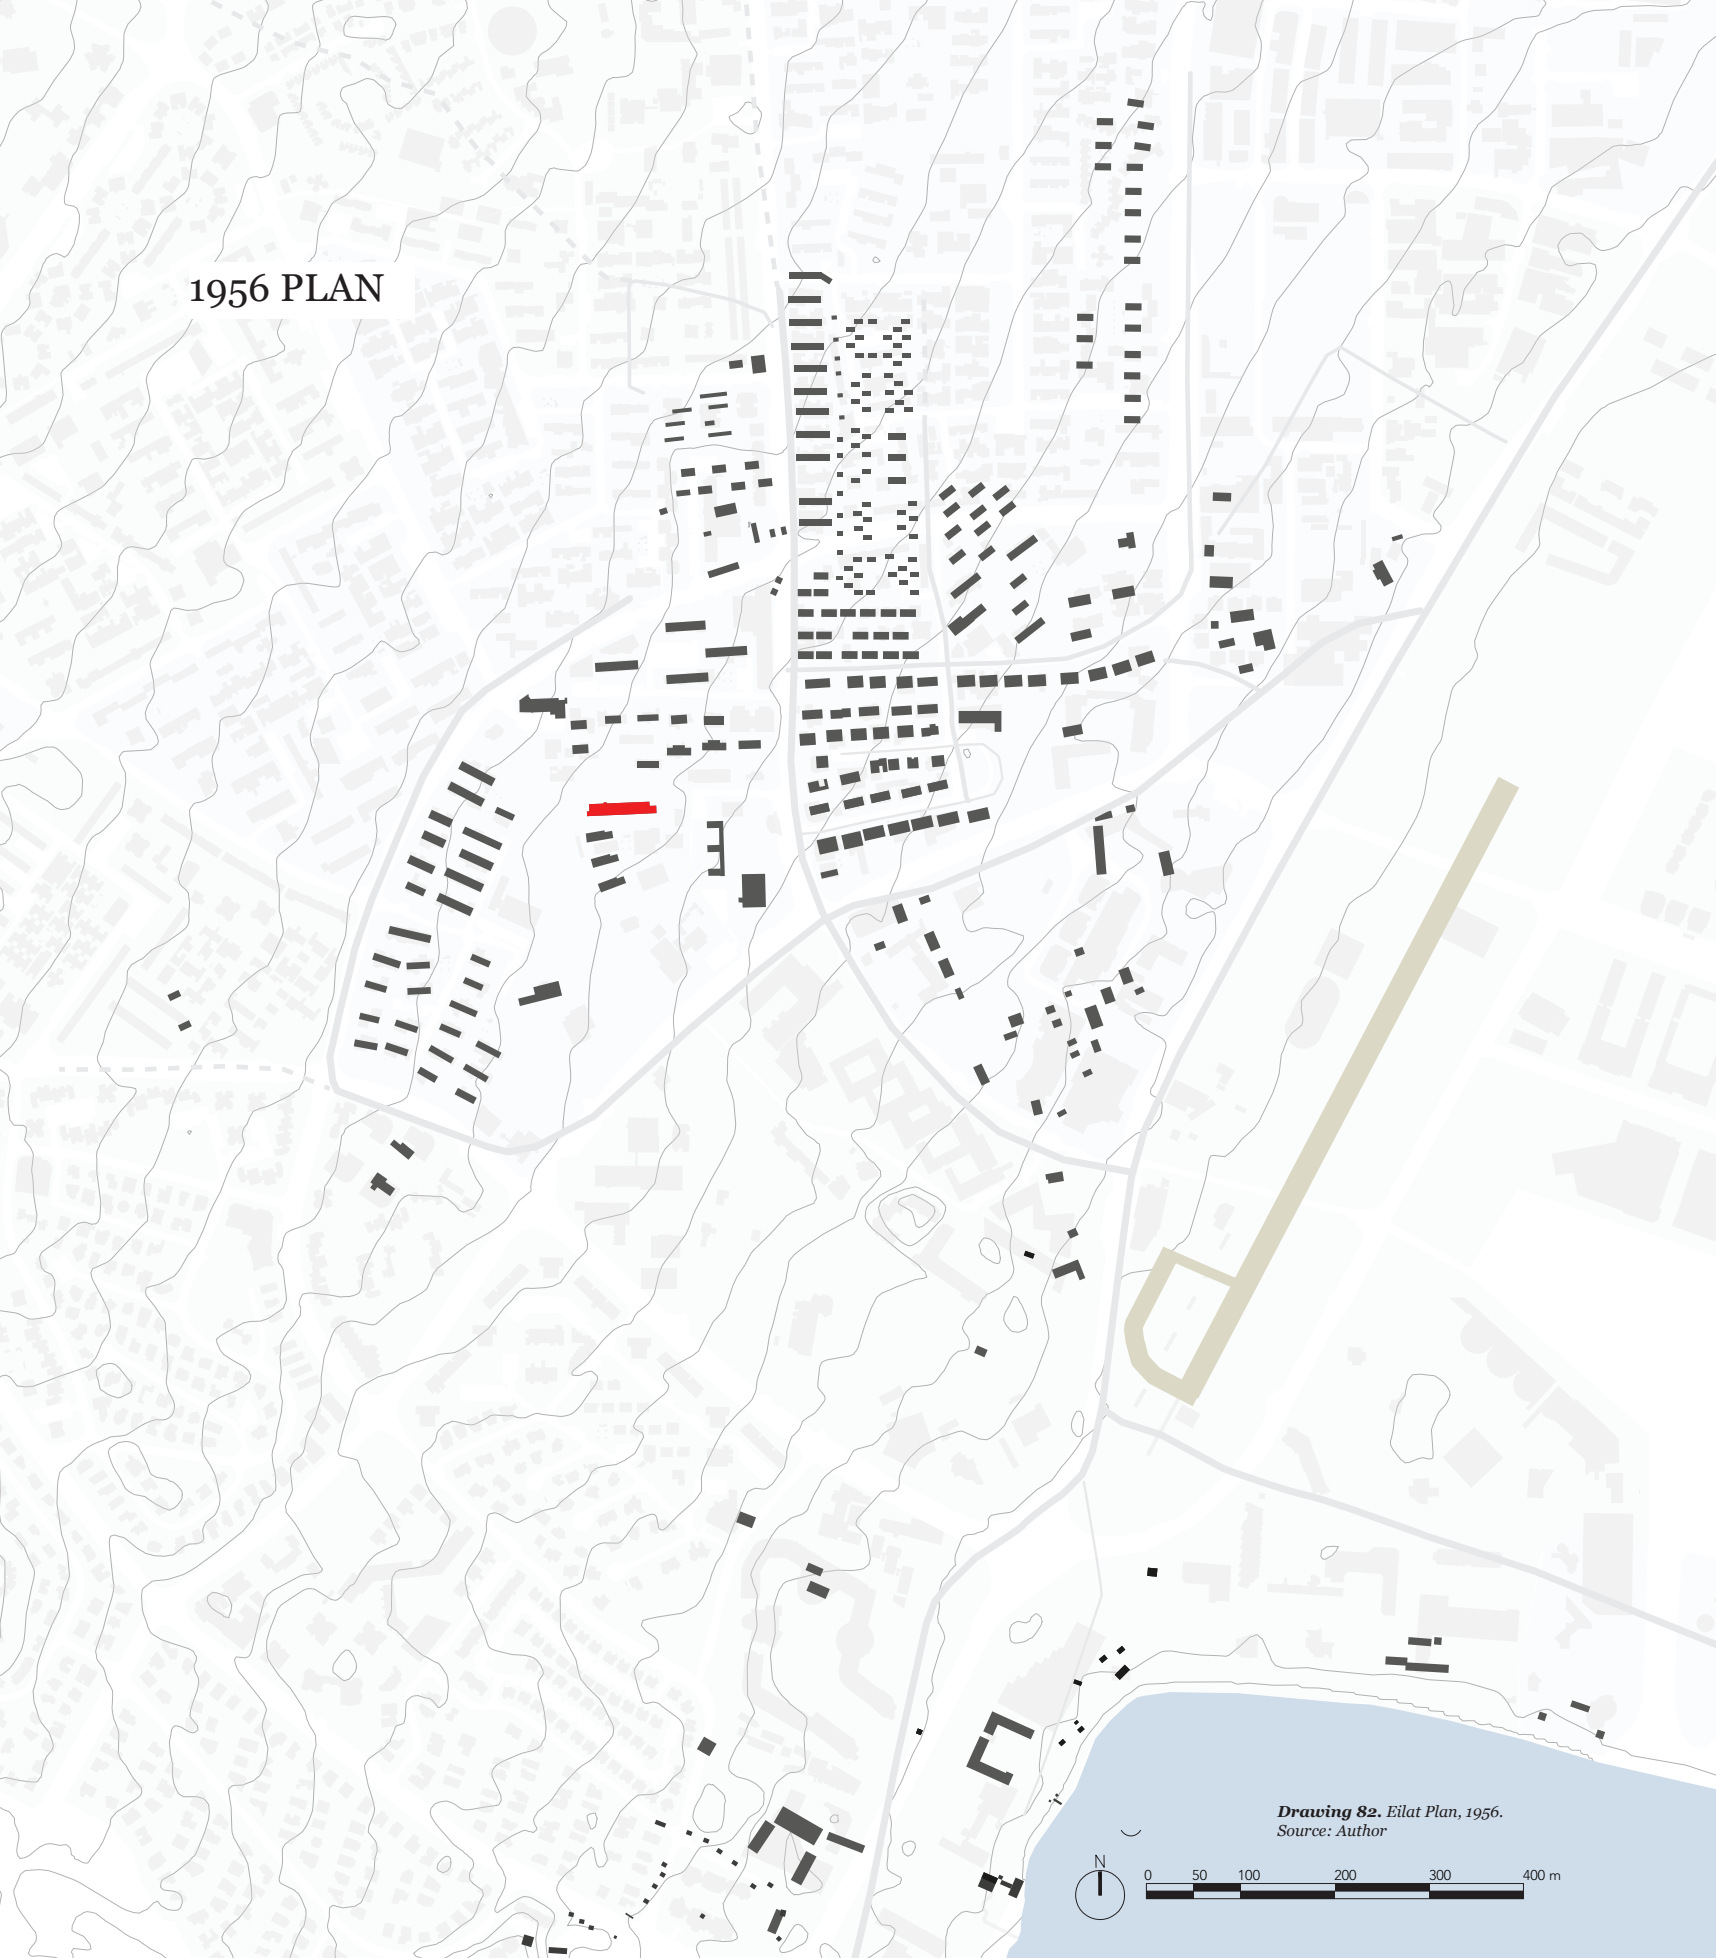 1956 PLAN
Drawing 82. Eilat Plan, 1956.
Source: Author
N
0 50 100 200 300 400 m